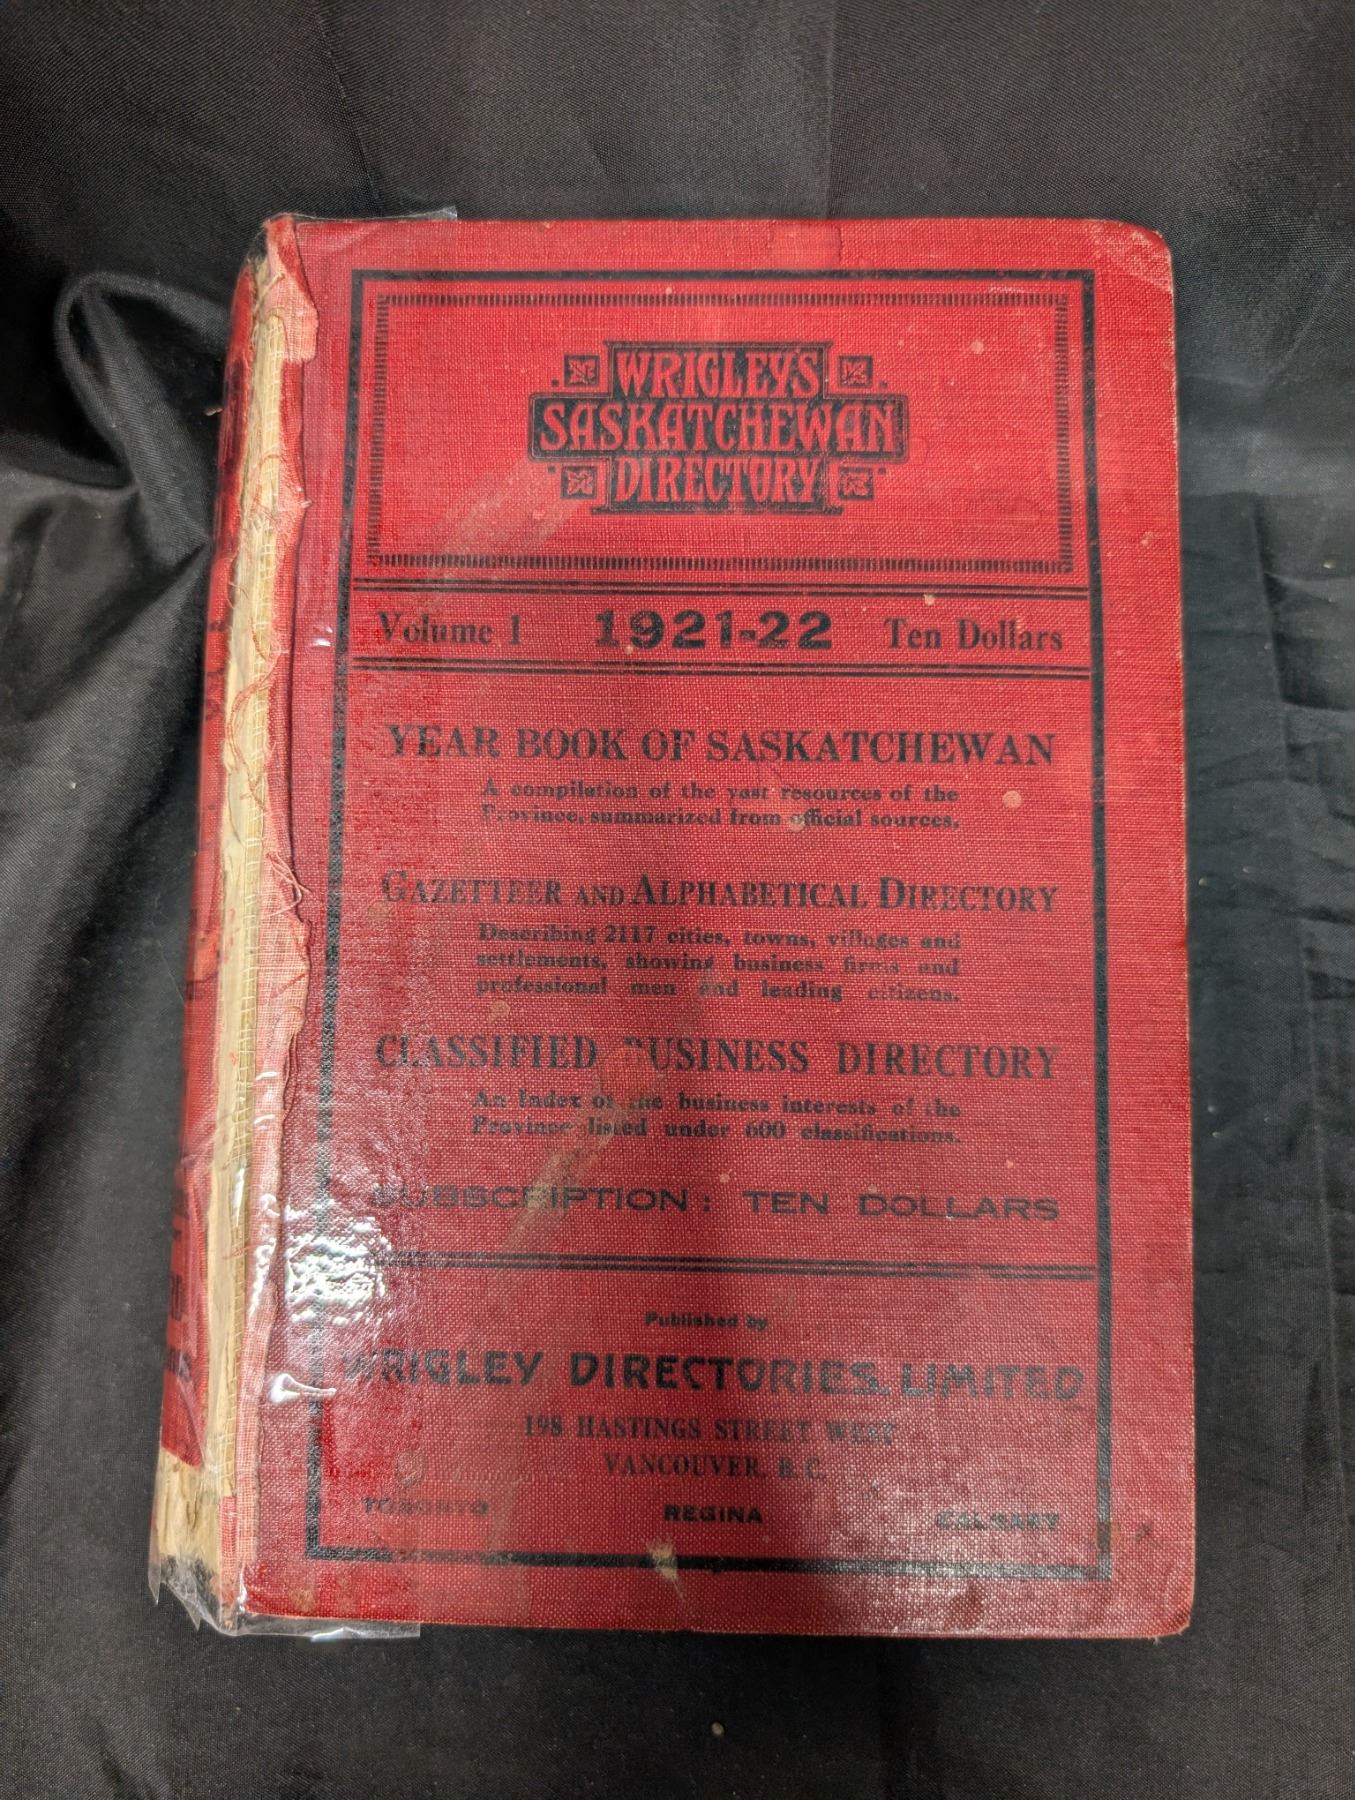 WRIGLEY'S
SASKATCHEWAN
DIRECTORY
Volume 1 1921-22 Ten Dollars
YEAR BOOK OF SASKATCHEWAN
A compilation of the vast resources of the
Province, summarized from official sources.
GAZETTEER AND ALPHABETICAL DIRECTORY
Describing 2117 cities, towns, villages and
settlements, showing business firms and
professional men and leading citizens.
CLASSIFIED BUSINESS DIRECTORY
An Index of the business interests of the
Province listed under 600 classifications.
SUBSCRIPTION: TEN DOLLARS
Published by
WRIGLEY DIRECTORIES, LIMITED
198 HASTINGS STREET WEST
VANCOUVER, B. C.
TORONTO REGINA CALGARY